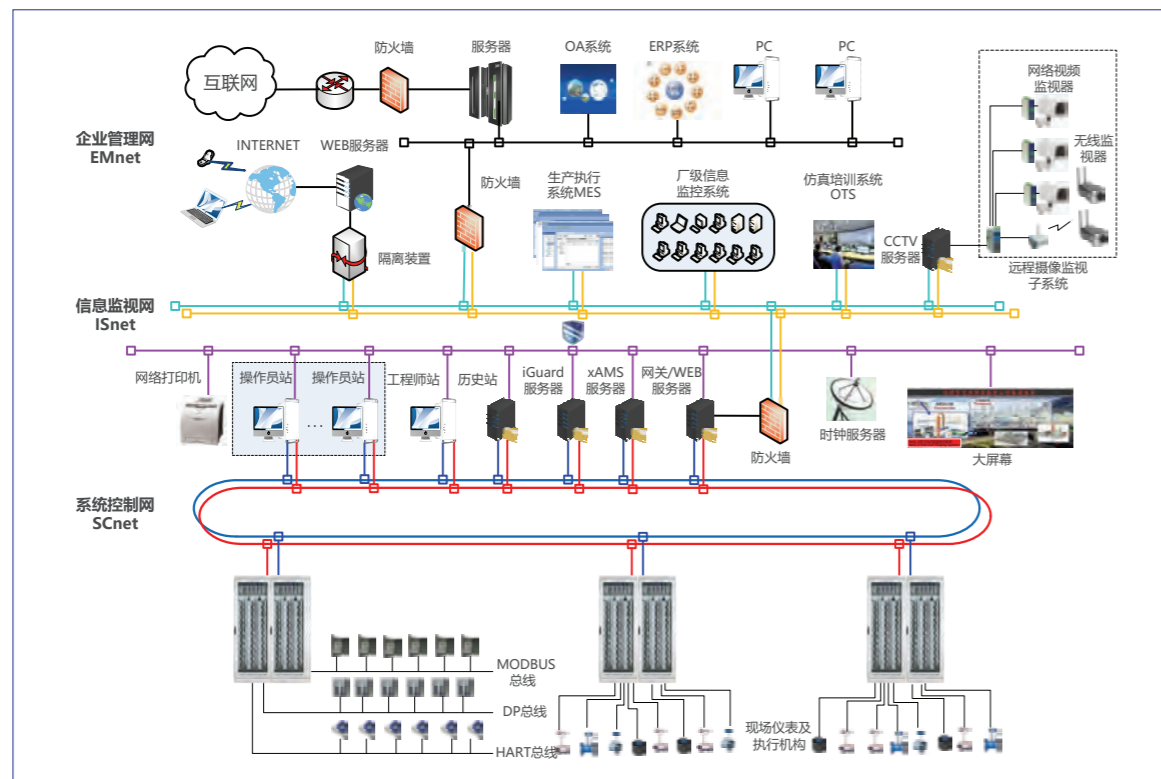 互联网
防火墙
服务器
OA系统
ERP系统
PC
PC
网络视频
监视器
无线监
视器
企业管理网
EMnet
INTERNET
WEB服务器
防火墙
生产执行
系统MES
厂级信息
监控系统
仿真培训系统
OTS
CCTV
服务器
远程摄像监视
子系统
隔离装置
信息监视网
ISnet
网络打印机
操作员站
操作员站
...
工程师站
历史站
iGuard
服务器
xAMS
服务器
网关/WEB
服务器
防火墙
时钟服务器
大屏幕
系统控制网
SCnet
MODBUS
总线
DP总线
HART总线
现场仪表及
执行机构